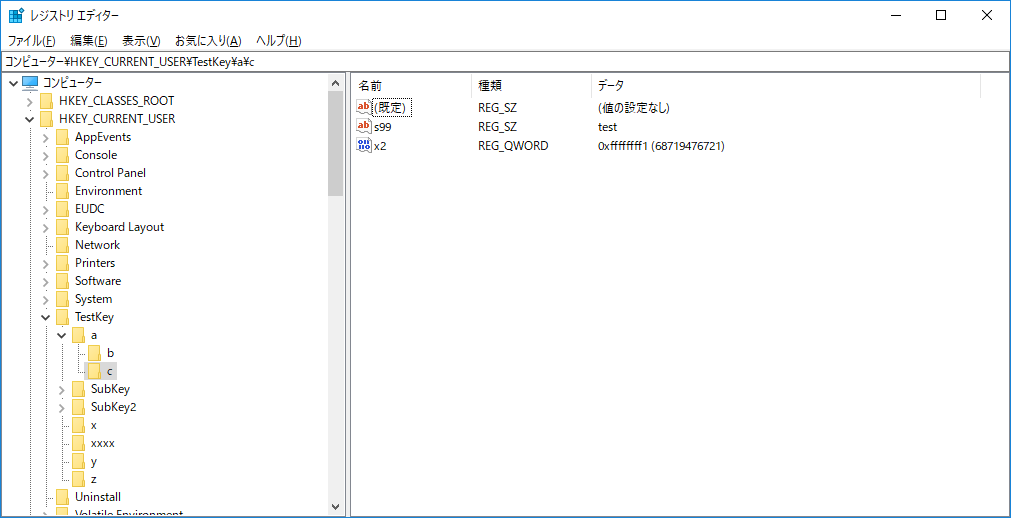 レジストリ エディター
ファイル(F) 編集(E) 表示(V) お気に入り(A) ヘルプ(H)
コンピューター¥HKEY_CURRENT_USER¥TestKey¥a¥c
コンピューター
HKEY_CLASSES_ROOT
HKEY_CURRENT_USER
AppEvents
Console
Control Panel
Environment
EUDC
Keyboard Layout
Network
Printers
Software
System
TestKey
a
b
c
SubKey
SubKey2
x
xxxx
y
z
Uninstall
Volatile Environment
名前 種類 データ
(既定) REG_SZ (値の設定なし)
s99 REG_SZ test
x2 REG_QWORD 0xffffffff1 (68719476721)